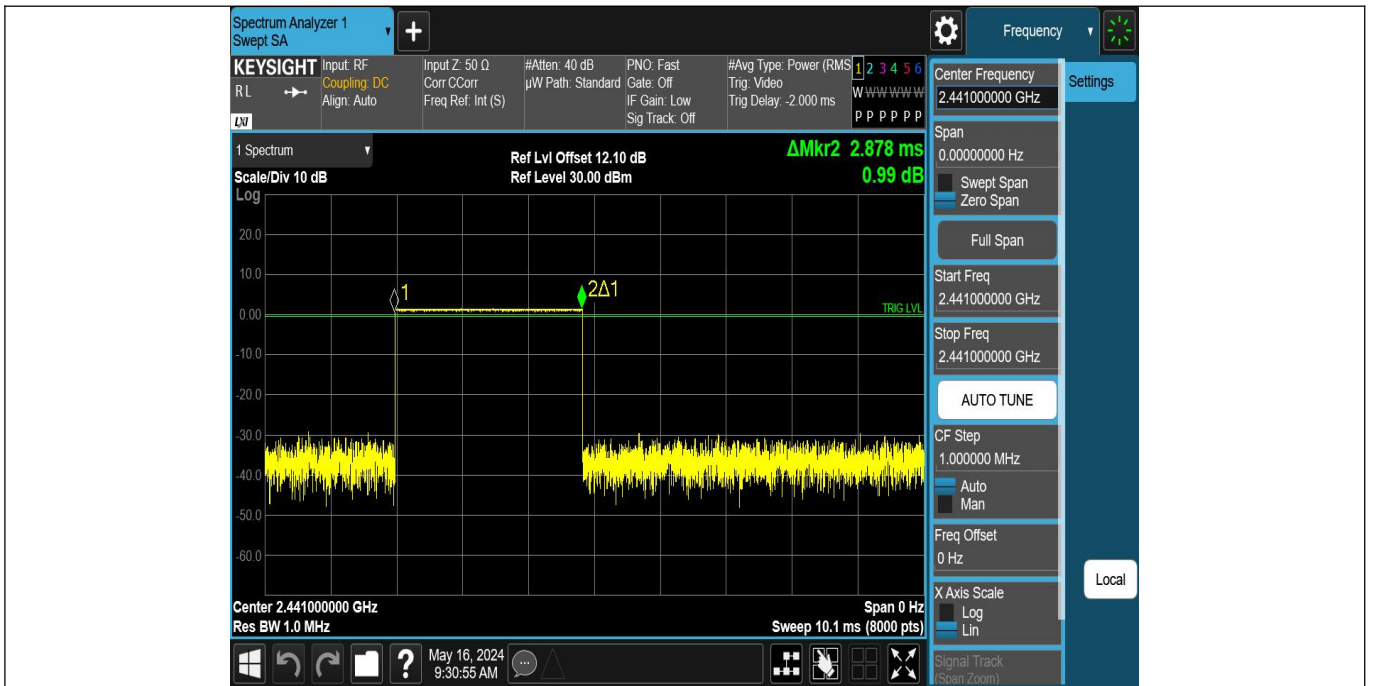 Spectrum Analyzer 1
Swept SA
Frequency
KEYSIGHT
RL
LXI
Input: RF
Coupling: DC
Align: Auto
Input Z: 50 Ω
Corr CCorr
Freq Ref: Int (S)
#Atten: 40 dB
µW Path: Standard
PNO: Fast
Gate: Off
IF Gain: Low
Sig Track: Off
#Avg Type: Power (RMS
Trig: Video
Trig Delay: -2.000 ms
1 2 3 4 5 6
W W W W W W
P P P P P P
1 Spectrum
Scale/Div 10 dB
Log
Ref Lvl Offset 12.10 dB
Ref Level 30.00 dBm
ΔMkr2 2.878 ms
0.99 dB
20.0
10.0
0.00
-10.0
-20.0
-30.0
-40.0
-50.0
-60.0
1
2Δ1
TRIG LVL
Center 2.441000000 GHz
Res BW 1.0 MHz
Span 0 Hz
Sweep 10.1 ms (8000 pts)
Center Frequency
2.441000000 GHz
Settings
Span
0.00000000 Hz
Swept Span
Zero Span
Full Span
Start Freq
2.441000000 GHz
Stop Freq
2.441000000 GHz
AUTO TUNE
CF Step
1.000000 MHz
Auto
Man
Freq Offset
0 Hz
X Axis Scale
Log
Lin
Signal Track
(Span Zoom)
Local
?
May 16, 2024
9:30:55 AM